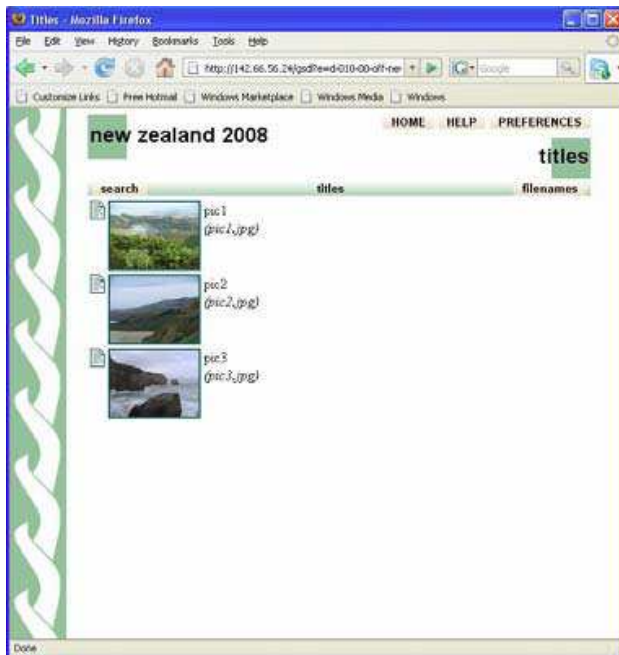 Titles - Mozilla Firefox
File Edit View History Bookmarks Tools Help
Google
Customize Links Free Hotmail Windows Marketplace Windows Media Windows
HOME HELP PREFERENCES
new zealand 2008
titles
search titles filenames
pic1
(pic1.jpg)
pic2
(pic2.jpg)
pic3
(pic3.jpg)
Done